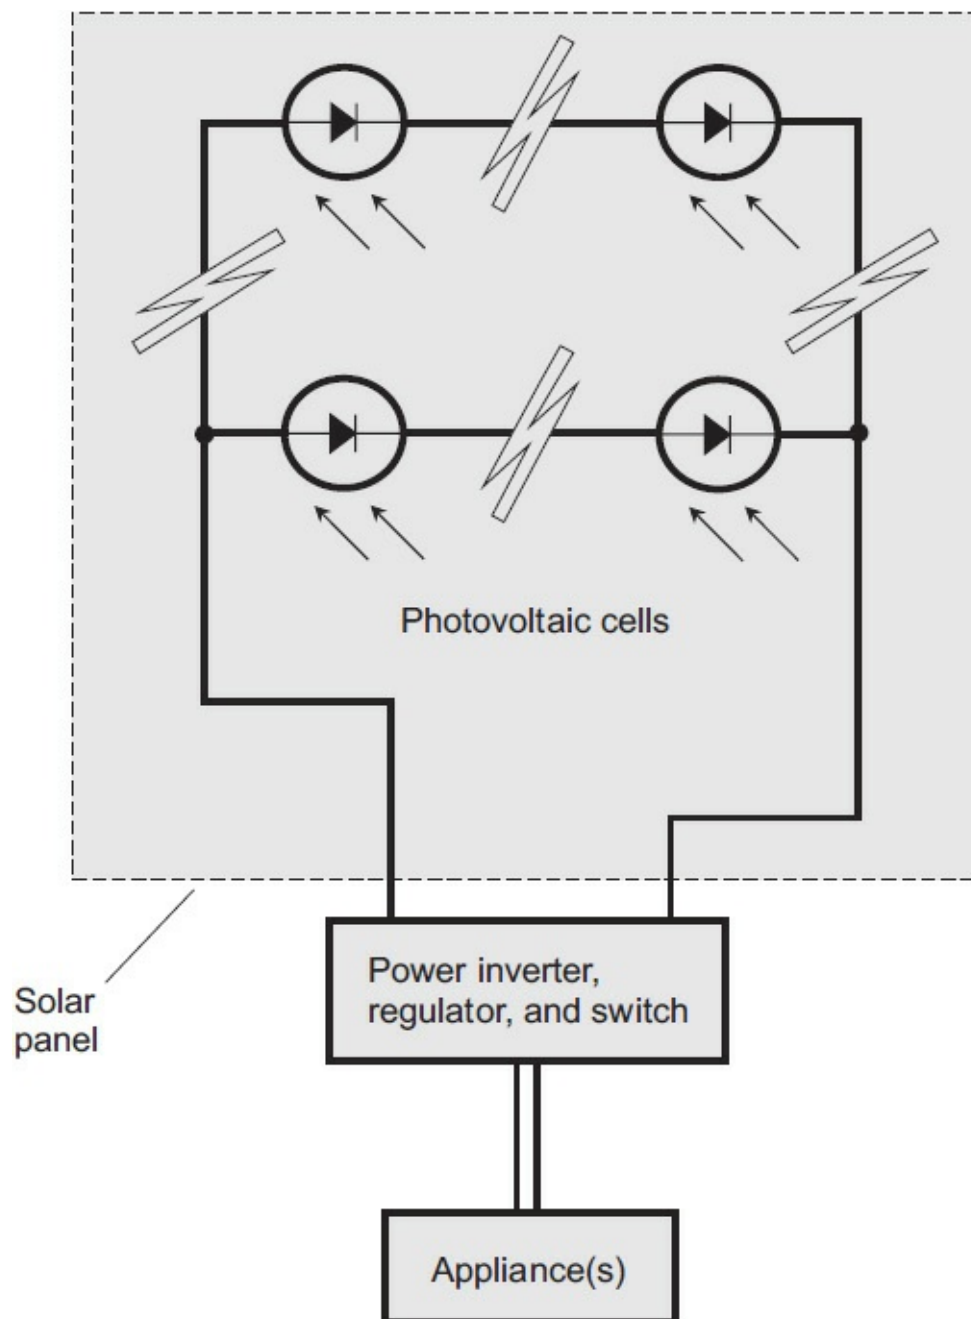 Photovoltaic cells
Solar
panel
Power inverter,
regulator, and switch
Appliance(s)